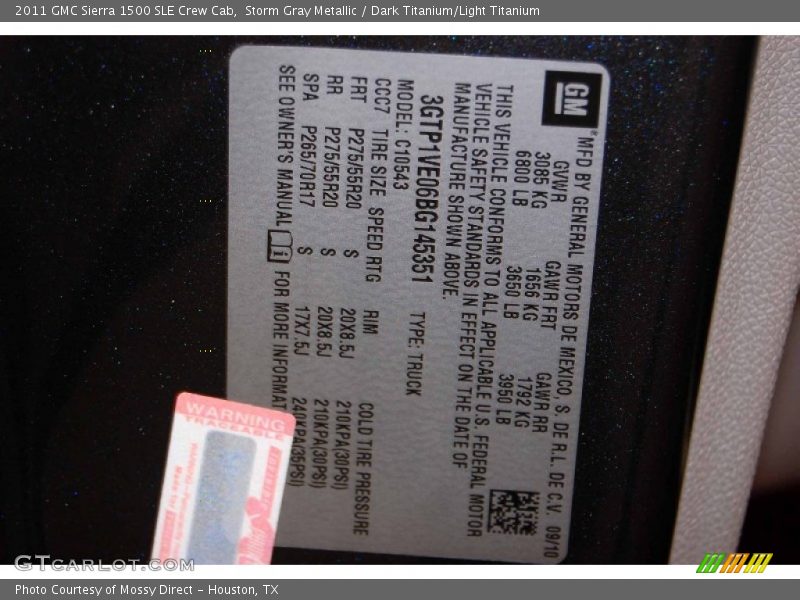 2011 GMC Sierra 1500 SLE Crew Cab, Storm Gray Metallic / Dark Titanium/Light Titanium
GM
MFD BY GENERAL MOTORS DE MEXICO, S. DE R.L. DE C.V. 09/10
GVWR GAWR FRT GAWR RR
3085 KG 1656 KG 1792 KG
6800 LB 3650 LB 3950 LB
THIS VEHICLE CONFORMS TO ALL APPLICABLE U.S. FEDERAL MOTOR
VEHICLE SAFETY STANDARDS IN EFFECT ON THE DATE OF
MANUFACTURE SHOWN ABOVE.
3GTP1VE06BG145351 TYPE: TRUCK
MODEL: C10543
CCC7 TIRE SIZE SPEED RTG RIM COLD TIRE PRESSURE
FRT P275/55R20 S 20X8.5J 210KPA(30PSI)
RR P275/55R20 S 20X8.5J 210KPA(30PSI)
SPA P265/70R17 S 17X7.5J 240KPA(35PSI)
SEE OWNER'S MANUAL FOR MORE INFORMAT
WARNING
TRACEABLE
GTCarLot.com
Photo Courtesy of Mossy Direct – Houston, TX